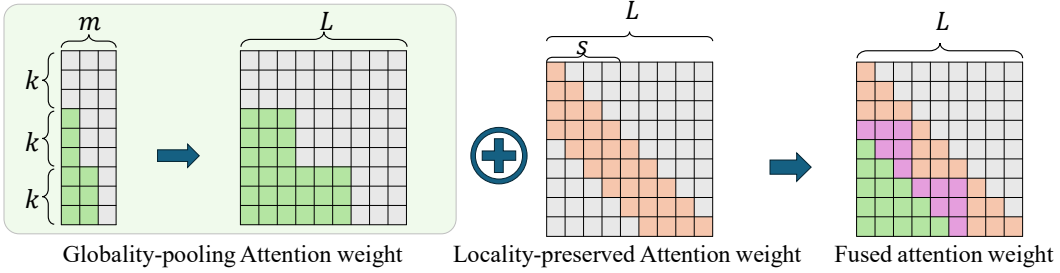 m
L
L
s
L
k
k
k
Globality-pooling Attention weight
Locality-preserved Attention weight
Fused attention weight